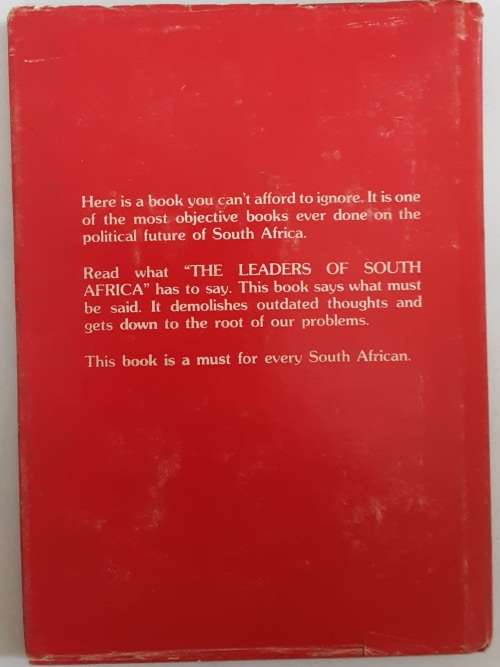 Here is a book you can't afford to ignore. It is one
of the most objective books ever done on the
political future of South Africa.
Read what "THE LEADERS OF SOUTH
AFRICA" has to say. This book says what must
be said. It demolishes outdated thoughts and
gets down to the root of our problems.
This book is a must for every South African.